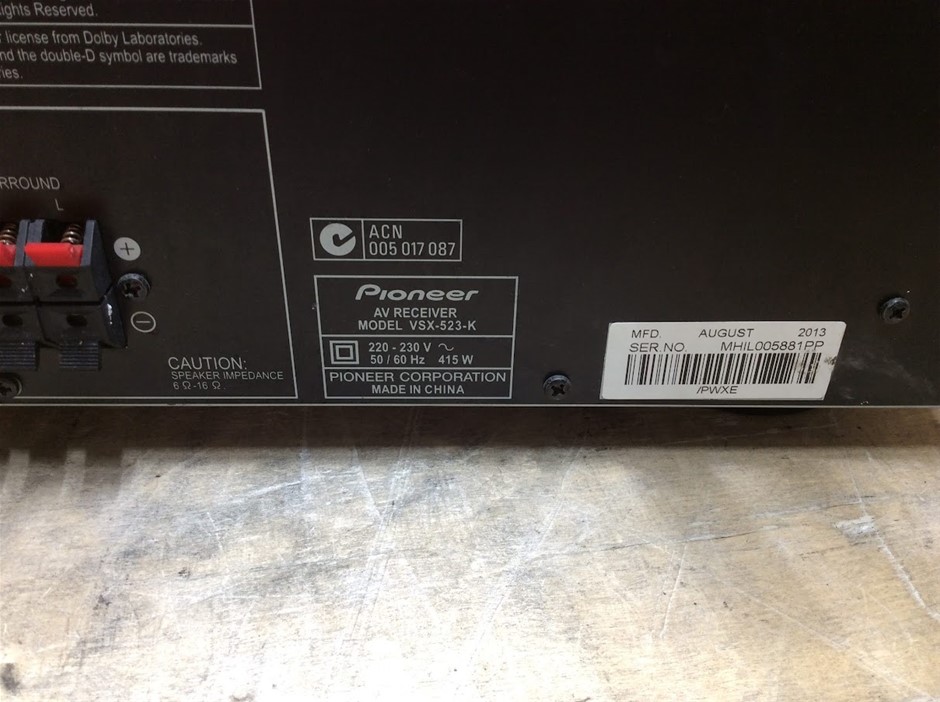 ights Reserved.
license from Dolby Laboratories.
nd the double-D symbol are trademarks
ies.
RROUND
L
+
−
CAUTION:
SPEAKER IMPEDANCE
6 Ω -16 Ω
ACN
005 017 087
Pioneer
AV RECEIVER
MODEL VSX-523-K
220 - 230 V ~
50 / 60 Hz 415 W
PIONEER CORPORATION
MADE IN CHINA
MFD. AUGUST 2013
SER.NO. MHIL005881PP
/PWXE